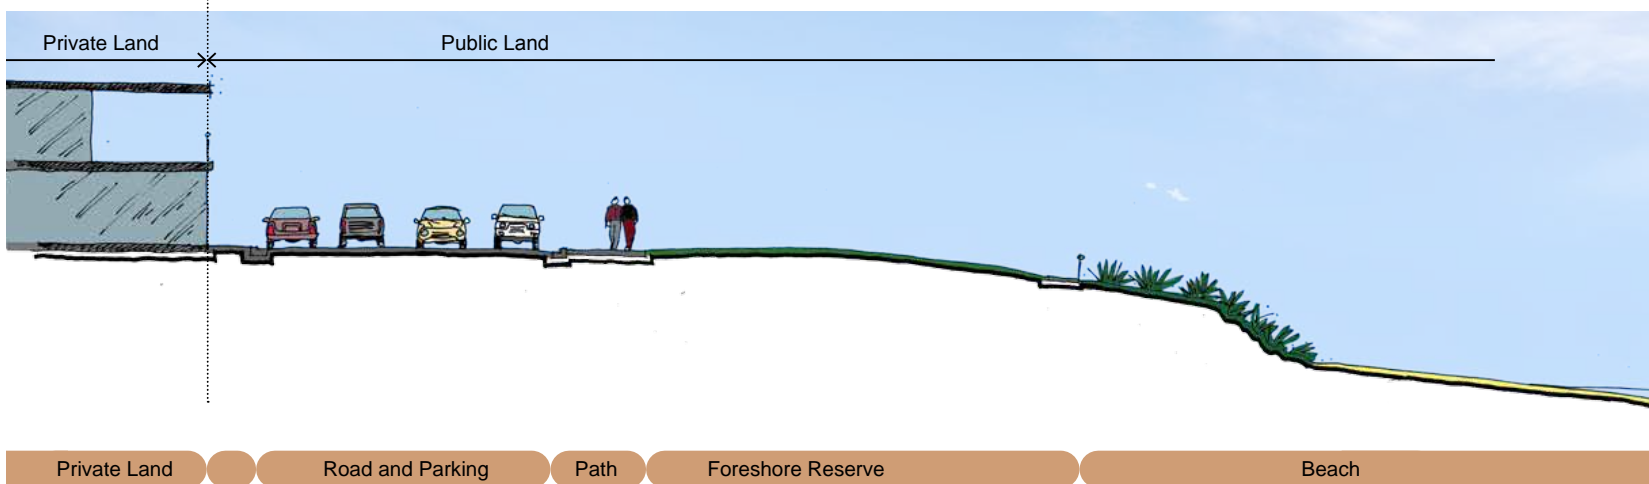 Private Land
Public Land
Private Land
Road and Parking
Path
Foreshore Reserve
Beach